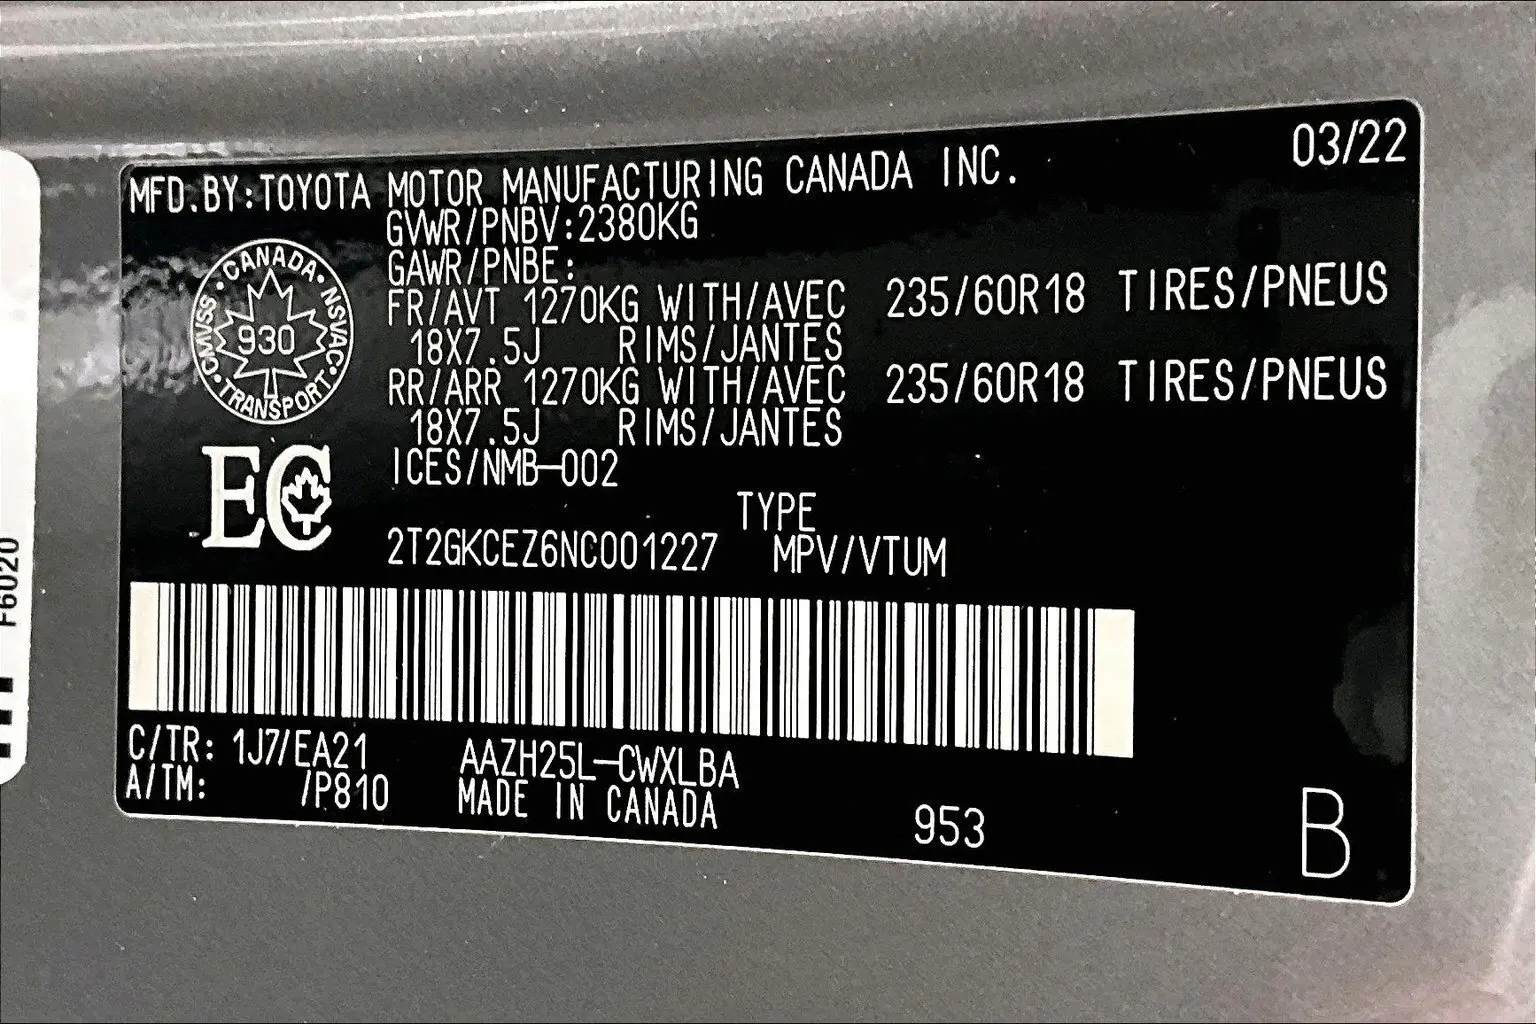 03/22
MFD.BY:TOYOTA MOTOR MANUFACTURING CANADA INC.
GVWR/PNBV:2380KG
GAWR/PNBE:
FR/AVT 1270KG WITH/AVEC 235/60R18 TIRES/PNEUS
18X7.5J RIMS/JANTES
RR/ARR 1270KG WITH/AVEC 235/60R18 TIRES/PNEUS
18X7.5J RIMS/JANTES
ICES/NMB-002
CANADA · NSVAC · TRANSPORT · CMVSS ·
930
EC
TYPE
2T2GKCEZ6NC001227 MPV/VTUM
C/TR: 1J7/EA21 AAZH25L-CWXLBA
A/TM: /P810 MADE IN CANADA
953
B
F6020